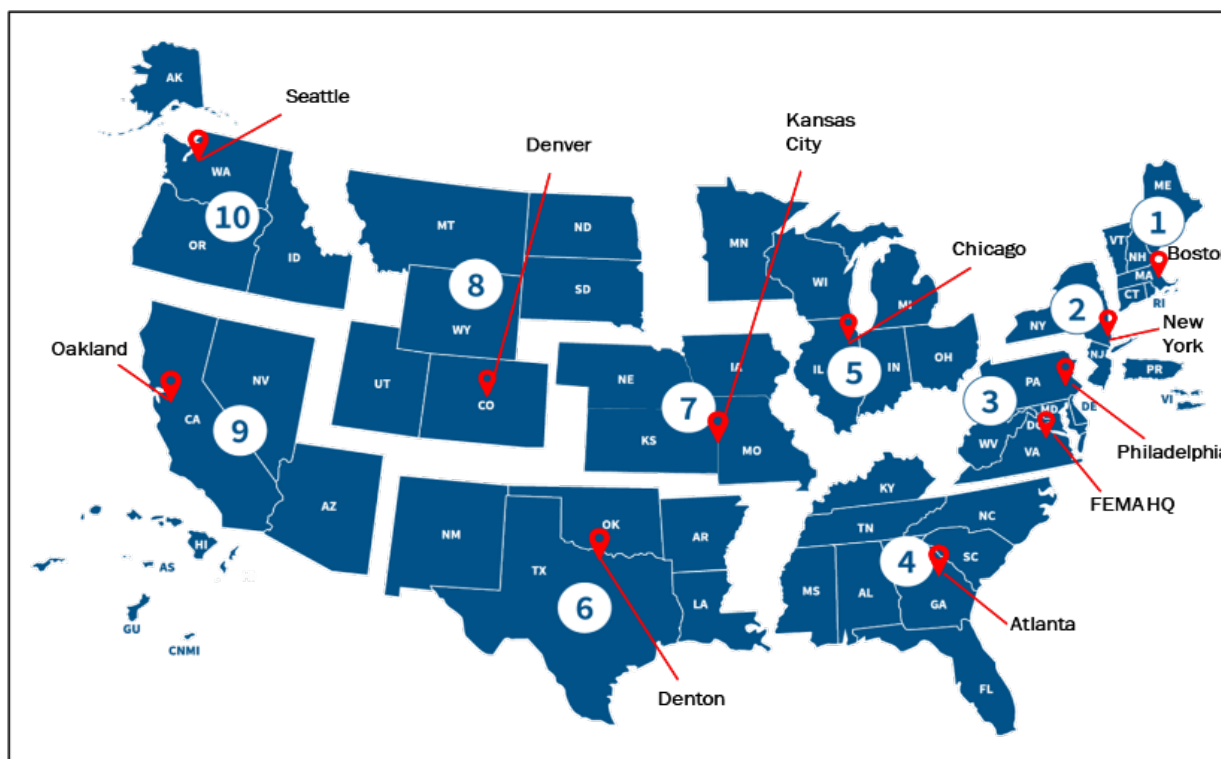 AK
Seattle
WA
10
OR
ID
MT
ND
8
SD
WY
Denver
Kansas
City
MN
WI
MI
Chicago
ME
1
VT
NH
Boston
MA
CT
RI
2
NY
New
York
NJ
PR
VI
Oakland
NV
CA
9
UT
CO
NE
IA
7
KS
MO
IL
5
IN
OH
PA
3
MD
DE
DC
WV
VA
Philadelphia
FEMA HQ
AZ
HI
AS
GU
CNMI
NM
OK
TX
6
AR
LA
Denton
KY
TN
NC
SC
4
MS
AL
GA
Atlanta
FL